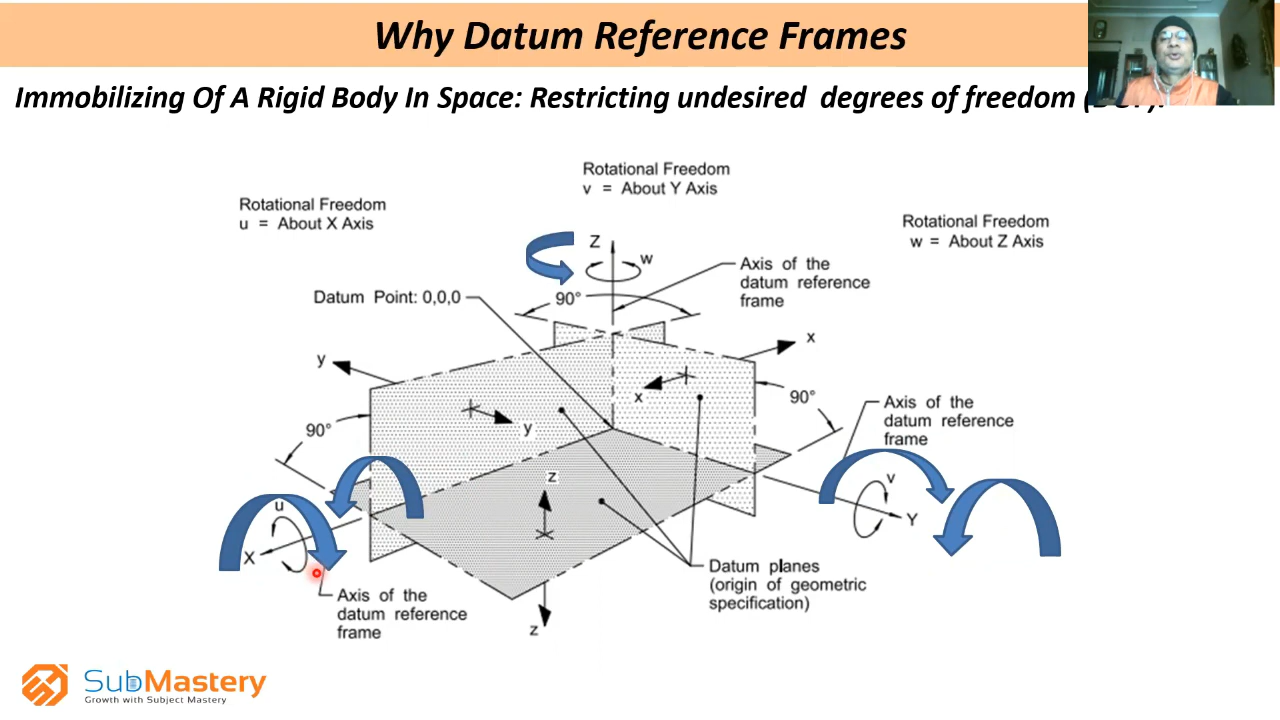 Why Datum Reference Frames
Immobilizing Of A Rigid Body In Space: Restricting undesired degrees of freedom
Rotational Freedom
v = About Y Axis
Rotational Freedom
u = About X Axis
Rotational Freedom
w = About Z Axis
Z
w
Axis of the
datum reference
frame
90°
Datum Point: 0,0,0
x
y
x
90°
Axis of the
datum reference
frame
y
90°
z
v
u
Y
X
Datum planes
(origin of geometric
specification)
Axis of the
datum reference
frame
z
SubMastery
Growth with Subject Mastery